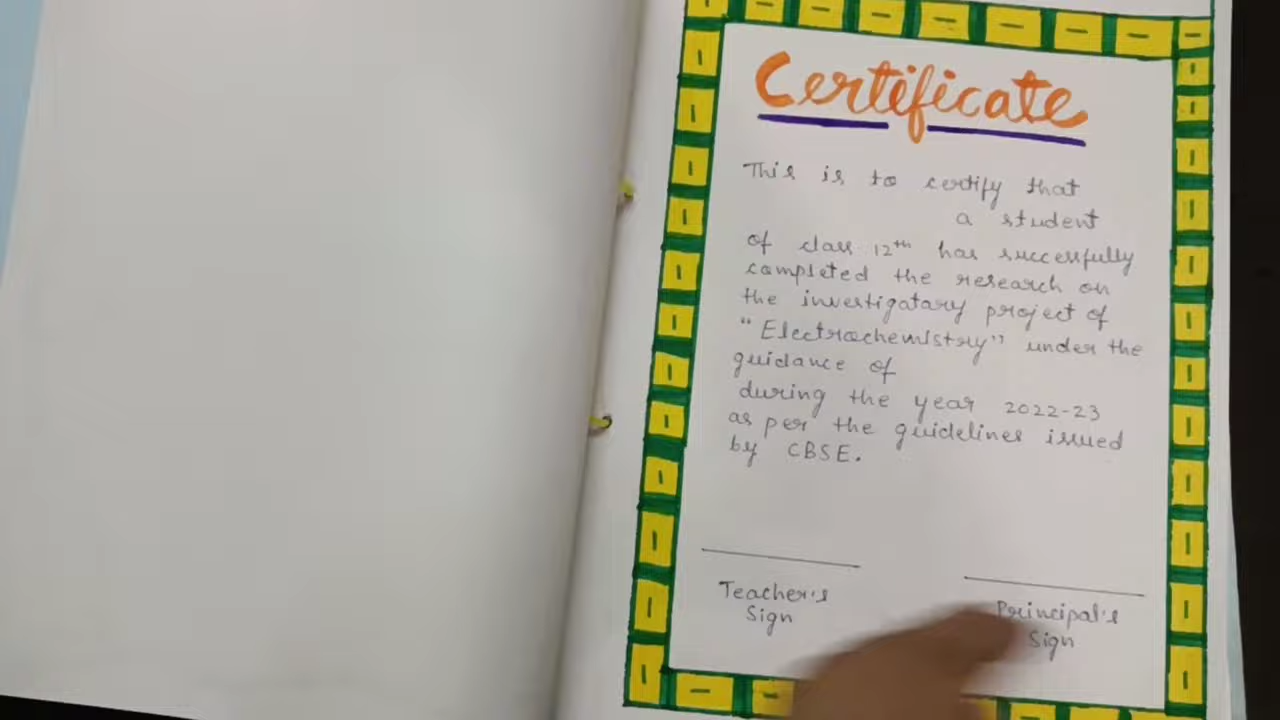 Certificate
This is to certify that
a student
of class 12th has successfully
completed the research on
the investigatary project of
"Electrochemistry" under the
guidance of
during the year 2022-23
as per the guidelines issued
by CBSE.
Teacher's
Sign
Principal's
Sign